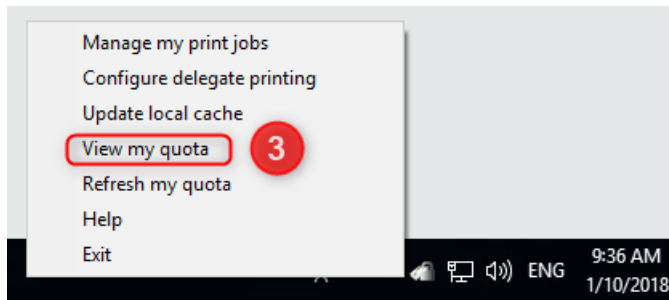 Manage my print jobs
Configure delegate printing
Update local cache
View my quota 3
Refresh my quota
Help
Exit
ENG 9:36 AM
1/10/2018